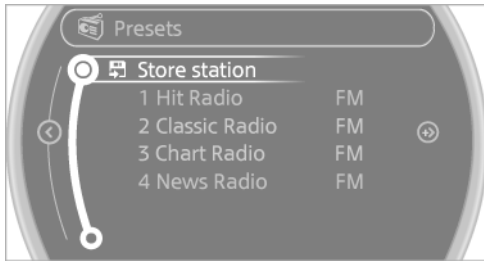 Presets
Store station
1 Hit Radio FM
2 Classic Radio FM
3 Chart Radio FM
4 News Radio FM